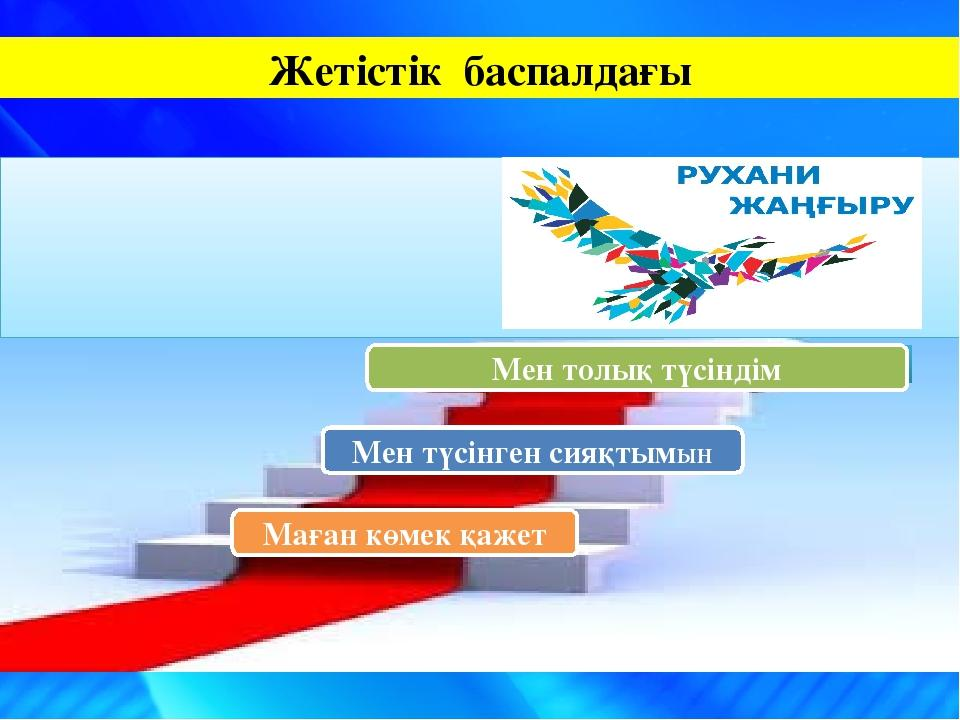 Жетістік баспалдағы
РУХАНИ
ЖАҢҒЫРУ
Мен толық түсіндім
Мен түсінген сияқтымын
Маған көмек қажет